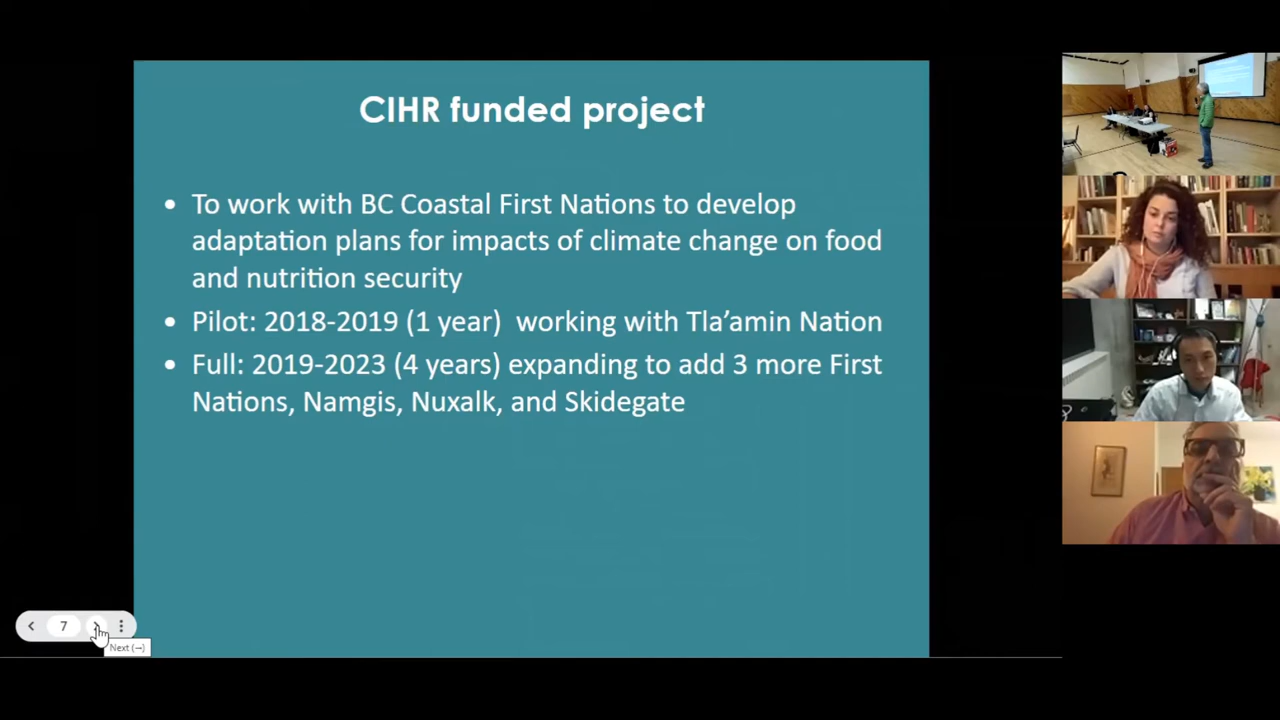 CIHR funded project
• To work with BC Coastal First Nations to develop
adaptation plans for impacts of climate change on food
and nutrition security
• Pilot: 2018-2019 (1 year)  working with Tla’amin Nation
• Full: 2019-2023 (4 years) expanding to add 3 more First
Nations, Namgis, Nuxalk, and Skidegate
7
Next (→)